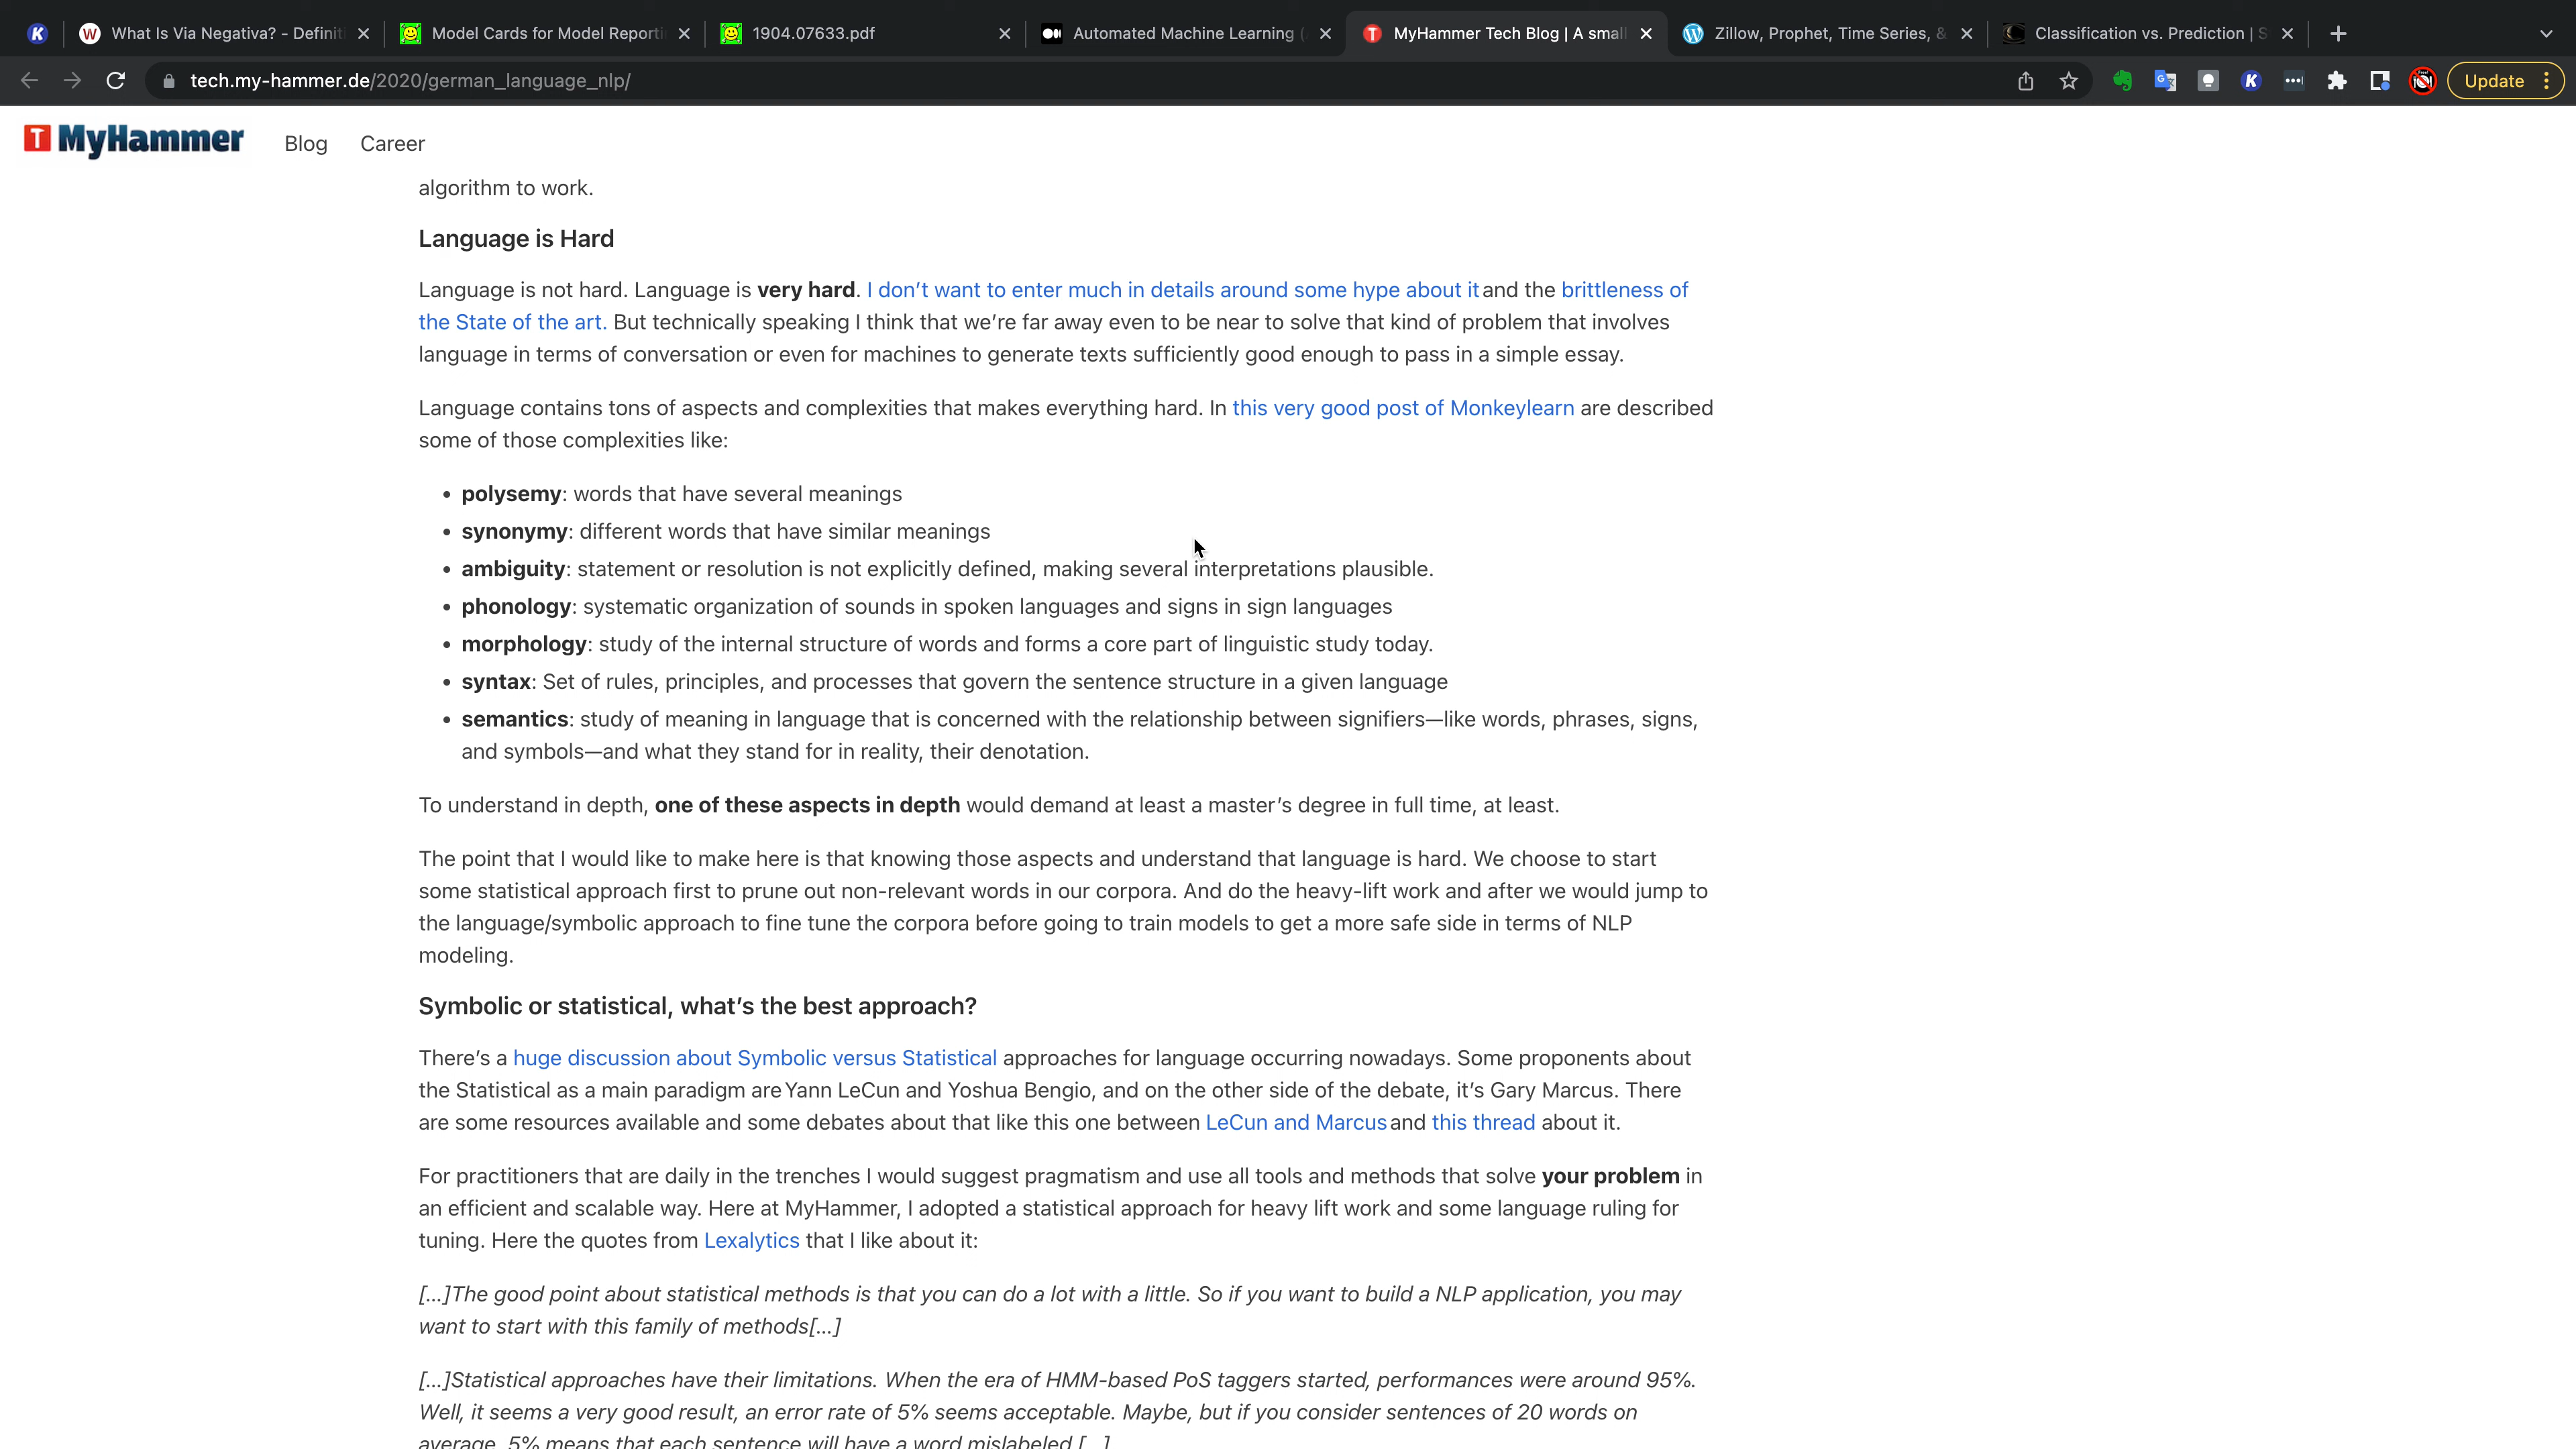 What Is Via Negativa? - Definiti
Model Cards for Model Reporti
1904.07633.pdf
Automated Machine Learning (
MyHammer Tech Blog | A small
Zillow, Prophet, Time Series, &
Classification vs. Prediction | S
tech.my-hammer.de/2020/german_language_nlp/
Update
MyHammer
Blog
Career
algorithm to work.
Language is Hard
Language is not hard. Language is very hard. I don’t want to enter much in details around some hype about it and the brittleness of
the State of the art. But technically speaking I think that we’re far away even to be near to solve that kind of problem that involves
language in terms of conversation or even for machines to generate texts sufficiently good enough to pass in a simple essay.
Language contains tons of aspects and complexities that makes everything hard. In this very good post of Monkeylearn are described
some of those complexities like:
• polysemy: words that have several meanings
• synonymy: different words that have similar meanings
• ambiguity: statement or resolution is not explicitly defined, making several interpretations plausible.
• phonology: systematic organization of sounds in spoken languages and signs in sign languages
• morphology: study of the internal structure of words and forms a core part of linguistic study today.
• syntax: Set of rules, principles, and processes that govern the sentence structure in a given language
• semantics: study of meaning in language that is concerned with the relationship between signifiers—like words, phrases, signs,
and symbols—and what they stand for in reality, their denotation.
To understand in depth, one of these aspects in depth would demand at least a master’s degree in full time, at least.
The point that I would like to make here is that knowing those aspects and understand that language is hard. We choose to start
some statistical approach first to prune out non-relevant words in our corpora. And do the heavy-lift work and after we would jump to
the language/symbolic approach to fine tune the corpora before going to train models to get a more safe side in terms of NLP
modeling.
Symbolic or statistical, what’s the best approach?
There’s a huge discussion about Symbolic versus Statistical approaches for language occurring nowadays. Some proponents about
the Statistical as a main paradigm are Yann LeCun and Yoshua Bengio, and on the other side of the debate, it’s Gary Marcus. There
are some resources available and some debates about that like this one between LeCun and Marcus and this thread about it.
For practitioners that are daily in the trenches I would suggest pragmatism and use all tools and methods that solve your problem in
an efficient and scalable way. Here at MyHammer, I adopted a statistical approach for heavy lift work and some language ruling for
tuning. Here the quotes from Lexalytics that I like about it:
[…]The good point about statistical methods is that you can do a lot with a little. So if you want to build a NLP application, you may
want to start with this family of methods[…]
[…]Statistical approaches have their limitations. When the era of HMM-based PoS taggers started, performances were around 95%.
Well, it seems a very good result, an error rate of 5% seems acceptable. Maybe, but if you consider sentences of 20 words on
average, 5% means that each sentence will have a word mislabeled […]